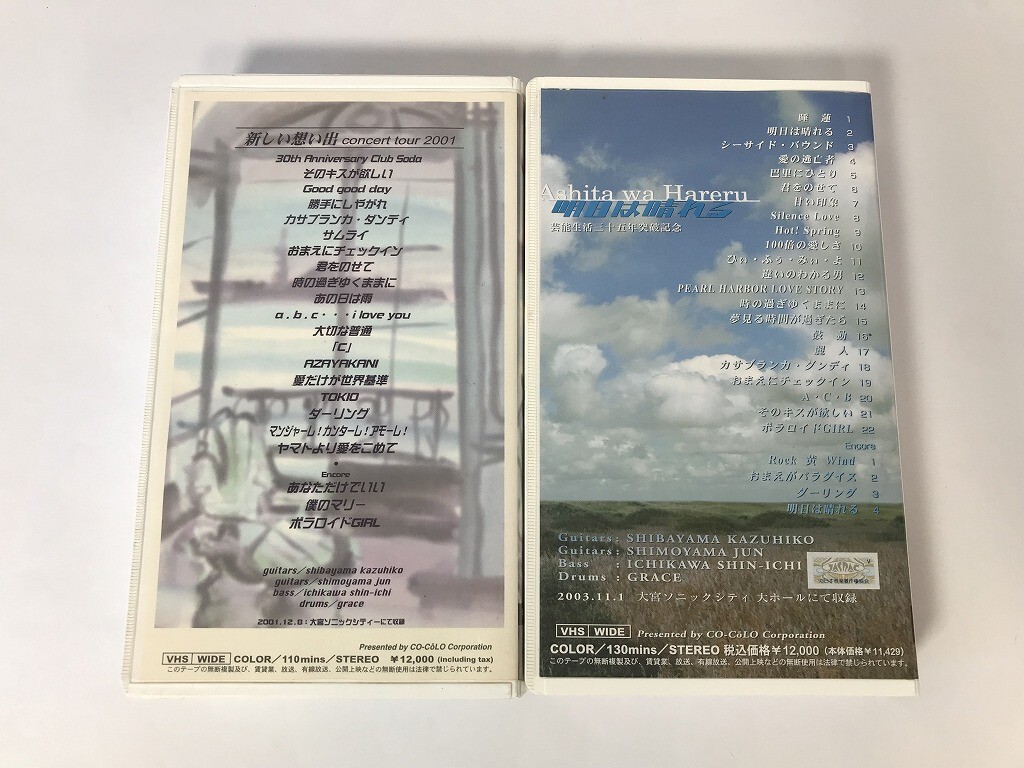 新しい想い出 concert tour 2001
30th Anniversary Club Soda
そのキスが欲しい
Good good day
勝手にしやがれ
カサブランカ・ダンディ
サムライ
おまえにチェックイン
君をのせて
時の過ぎゆくままに
あの日は雨
a.b.c・・・i love you
大切な普通
「C」
AZAYAKANI
愛だけが世界基準
TOKIO
ダーリング
マンジャーレ!カンターレ!アモーレ!
ヤマトより愛をこめて
・
Encore
あなただけでいい
僕のマリー
ポラロイドGIRL
guitars/shibayama kazuhiko
guitars/shimoyama jun
bass/ichikawa shin-ichi
drums/grace
2001.12.8:大宮ソニックシティーにて収録
Presented by CO-CôLO Corporation
VHS WIDE COLOR/110mins/STEREO ¥12,000 (including tax)
このテープの無断複製及び、賃貸業、放送、有線放送、公開上映などの無断使用は法律で禁じられています。
睡蓮 1
明日は晴れる 2
シーサイド・バウンド 3
愛の逃亡者 4
巴里にひとり 5
君をのせて 6
甘い印象 7
Silence Love 8
Hot! Spring 9
100倍の愛しさ 10
ひぃ・ふぅ・みぃ・よ 11
違いのわかる男 12
PEARL HARBOR LOVE STORY 13
時の過ぎゆくままに 14
夢見る時間が過ぎたら 15
鼓動 16*
麗人 17
カサブランカ・ダンディ 18
おまえにチェックイン 19
A・C・B 20
そのキスが欲しい 21
ポラロイドGIRL 22
Encore
Rock 黄 Wind 1
おまえがパラダイス 2
ダーリング 3
明日は晴れる 4
Ashita wa Hareru
明日は晴れる
芸能生活三十五年突破記念
Guitars: SHIBAYAMA KAZUHIKO
Guitars: SHIMOYAMA JUN
Bass : ICHIKAWA SHIN-ICHI
Drums : GRACE
JASRAC
2003.11.1 大宮ソニックシティ 大ホールにて収録
VHS WIDE Presented by CO-CôLO Corporation
COLOR/130mins/STEREO 税込価格¥12,000 (本体価格¥11,429)
このテープの無断複製及び、賃貸業、放送、有線放送、公開上映などの無断使用は法律で禁じられています。